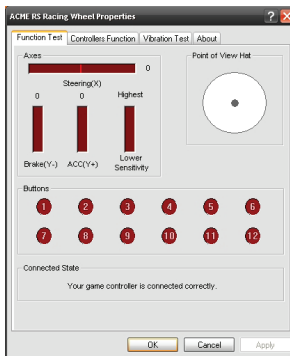 ACME RS Racing Wheel Properties
Function Test Controllers Function Vibration Test About
Axes
0
Steering(X)
0 0 Highest
Brake(Y-) ACC(Y+) Lower
Sensitivity
Point of View Hat
Buttons
1 2 3 4 5 6
7 8 9 10 11 12
Connected State
Your game controller is connected correctly.
OK Cancel Apply